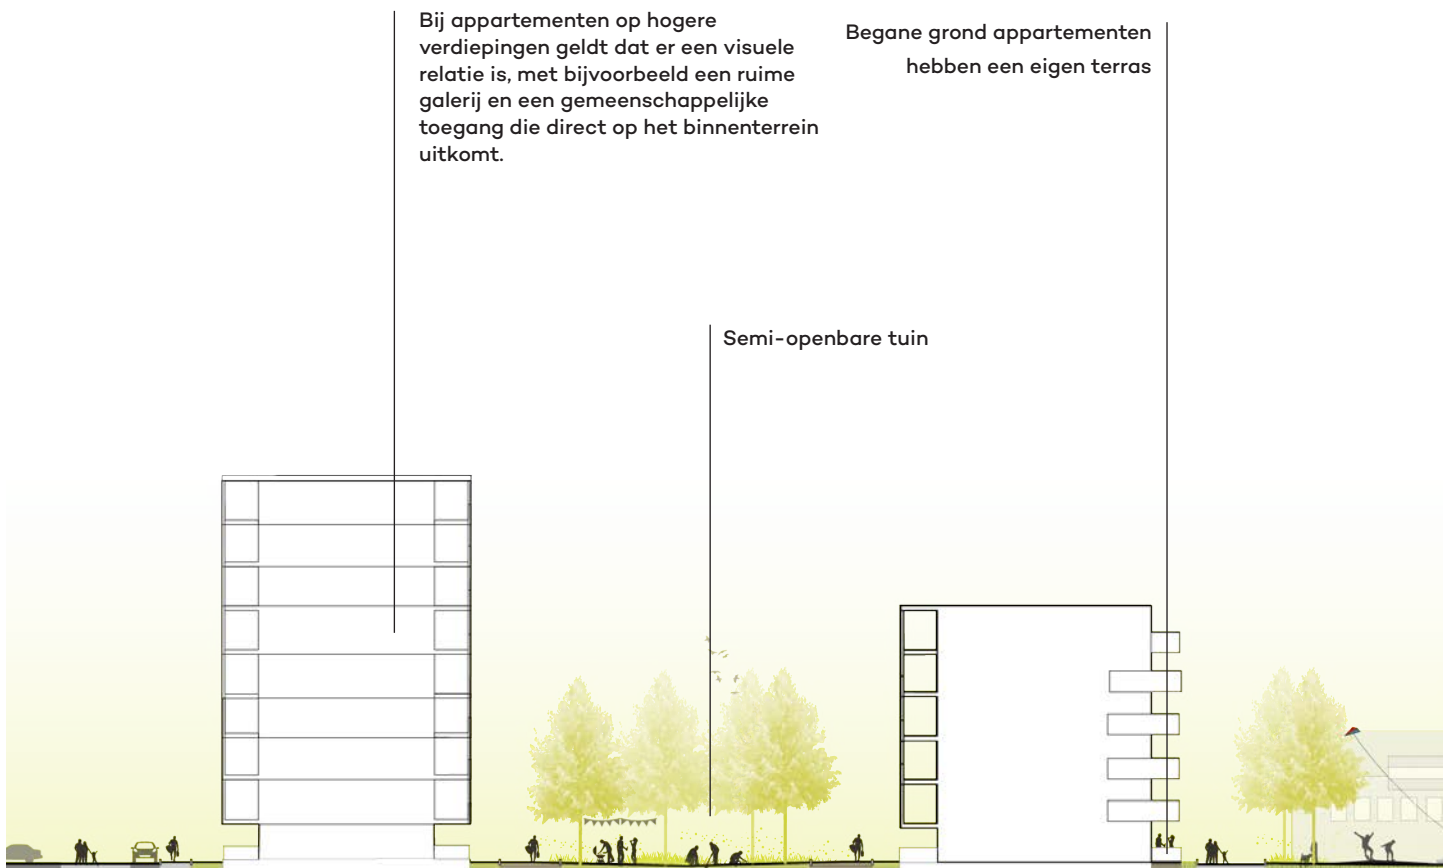 Bij appartementen op hogere
verdiepingen geldt dat er een visuele
relatie is, met bijvoorbeeld een ruime
galerij en een gemeenschappelijke
toegang die direct op het binnenterrein
uitkomt.
Begane grond appartementen
hebben een eigen terras
Semi-openbare tuin